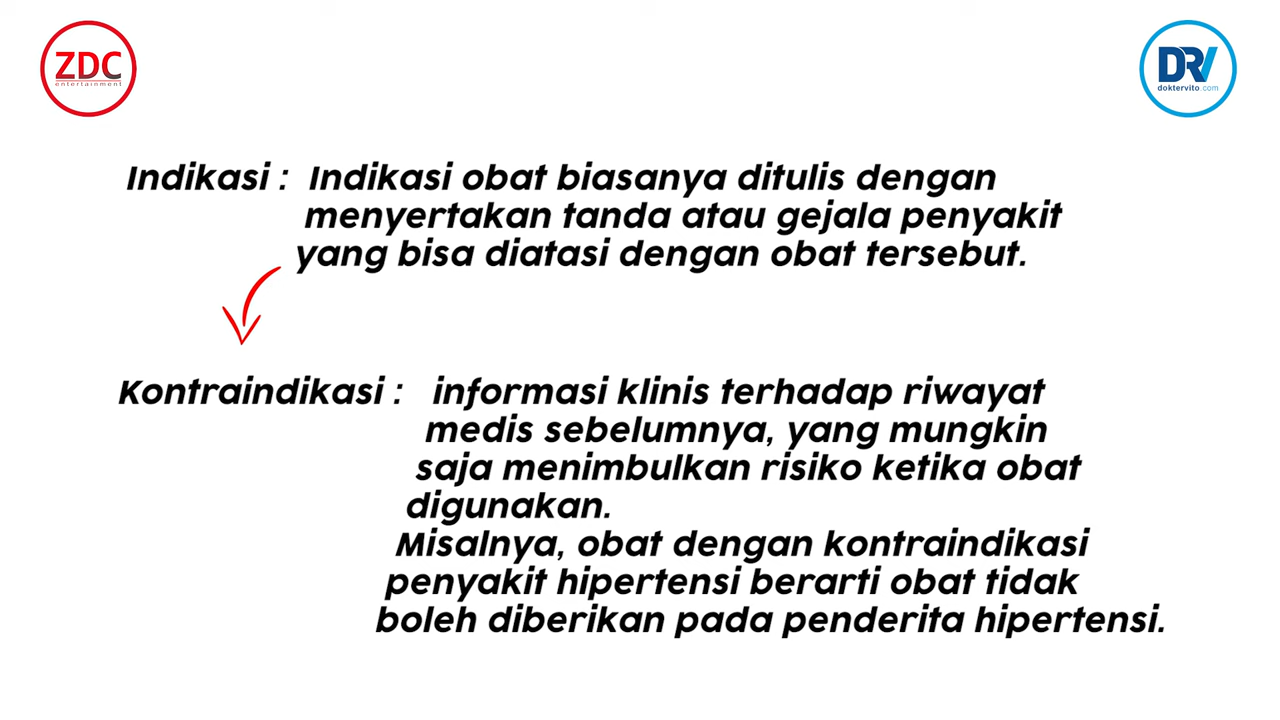 ZDC
entertainment
DRV
doktervito.com
Indikasi : Indikasi obat biasanya ditulis dengan
menyertakan tanda atau gejala penyakit
yang bisa diatasi dengan obat tersebut.
Kontraindikasi : informasi klinis terhadap riwayat
medis sebelumnya, yang mungkin
saja menimbulkan risiko ketika obat
digunakan.
Misalnya, obat dengan kontraindikasi
penyakit hipertensi berarti obat tidak
boleh diberikan pada penderita hipertensi.